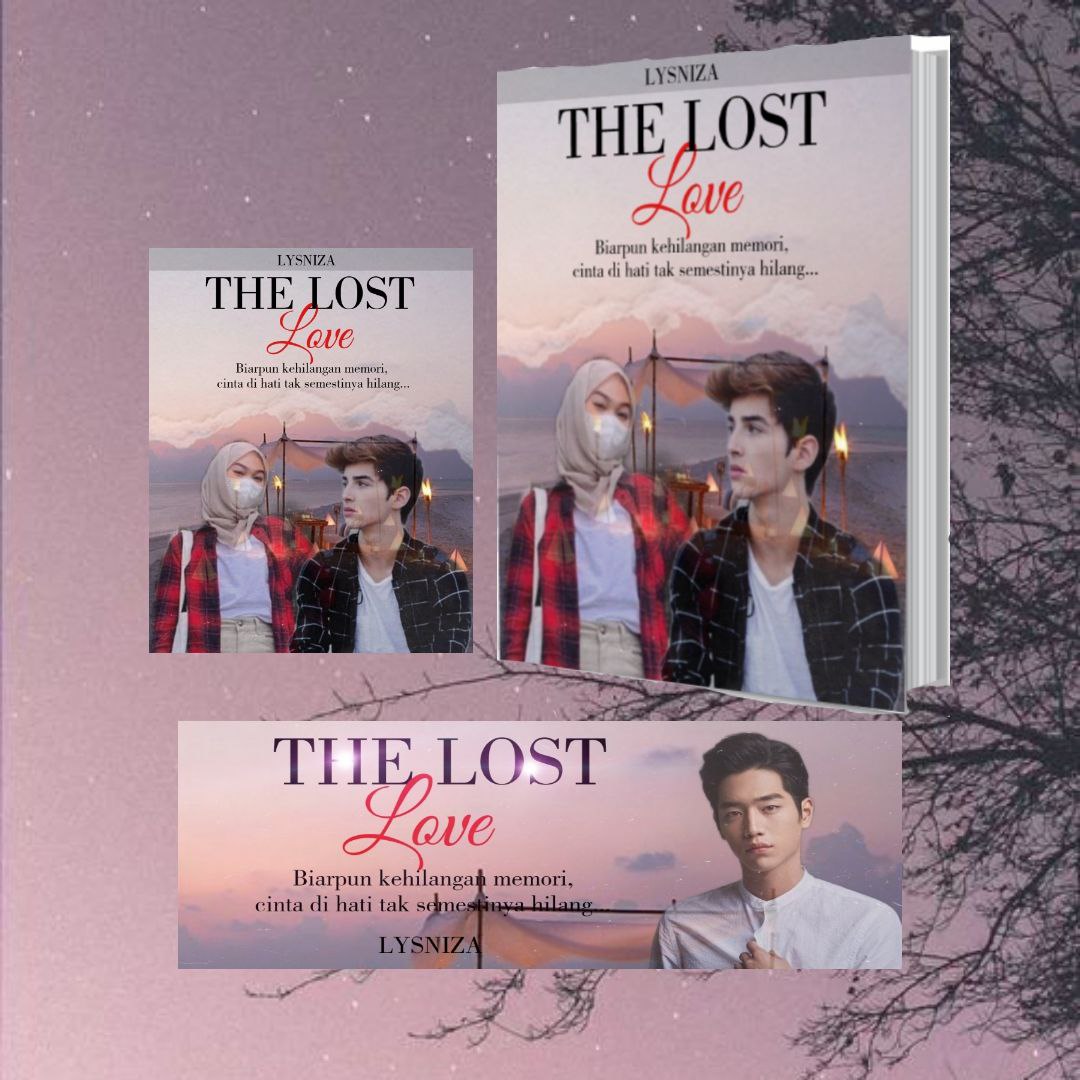 LYSNIZA
THE LOST
Love
Biarpun kehilangan memori,
cinta di hati tak semestinya hilang...
LYSNIZA
THE LOST
Love
Biarpun kehilangan memori,
cinta di hati tak semestinya hilang...
THE LOST
Love
Biarpun kehilangan memori,
cinta di hati tak semestinya hilang...
LYSNIZA